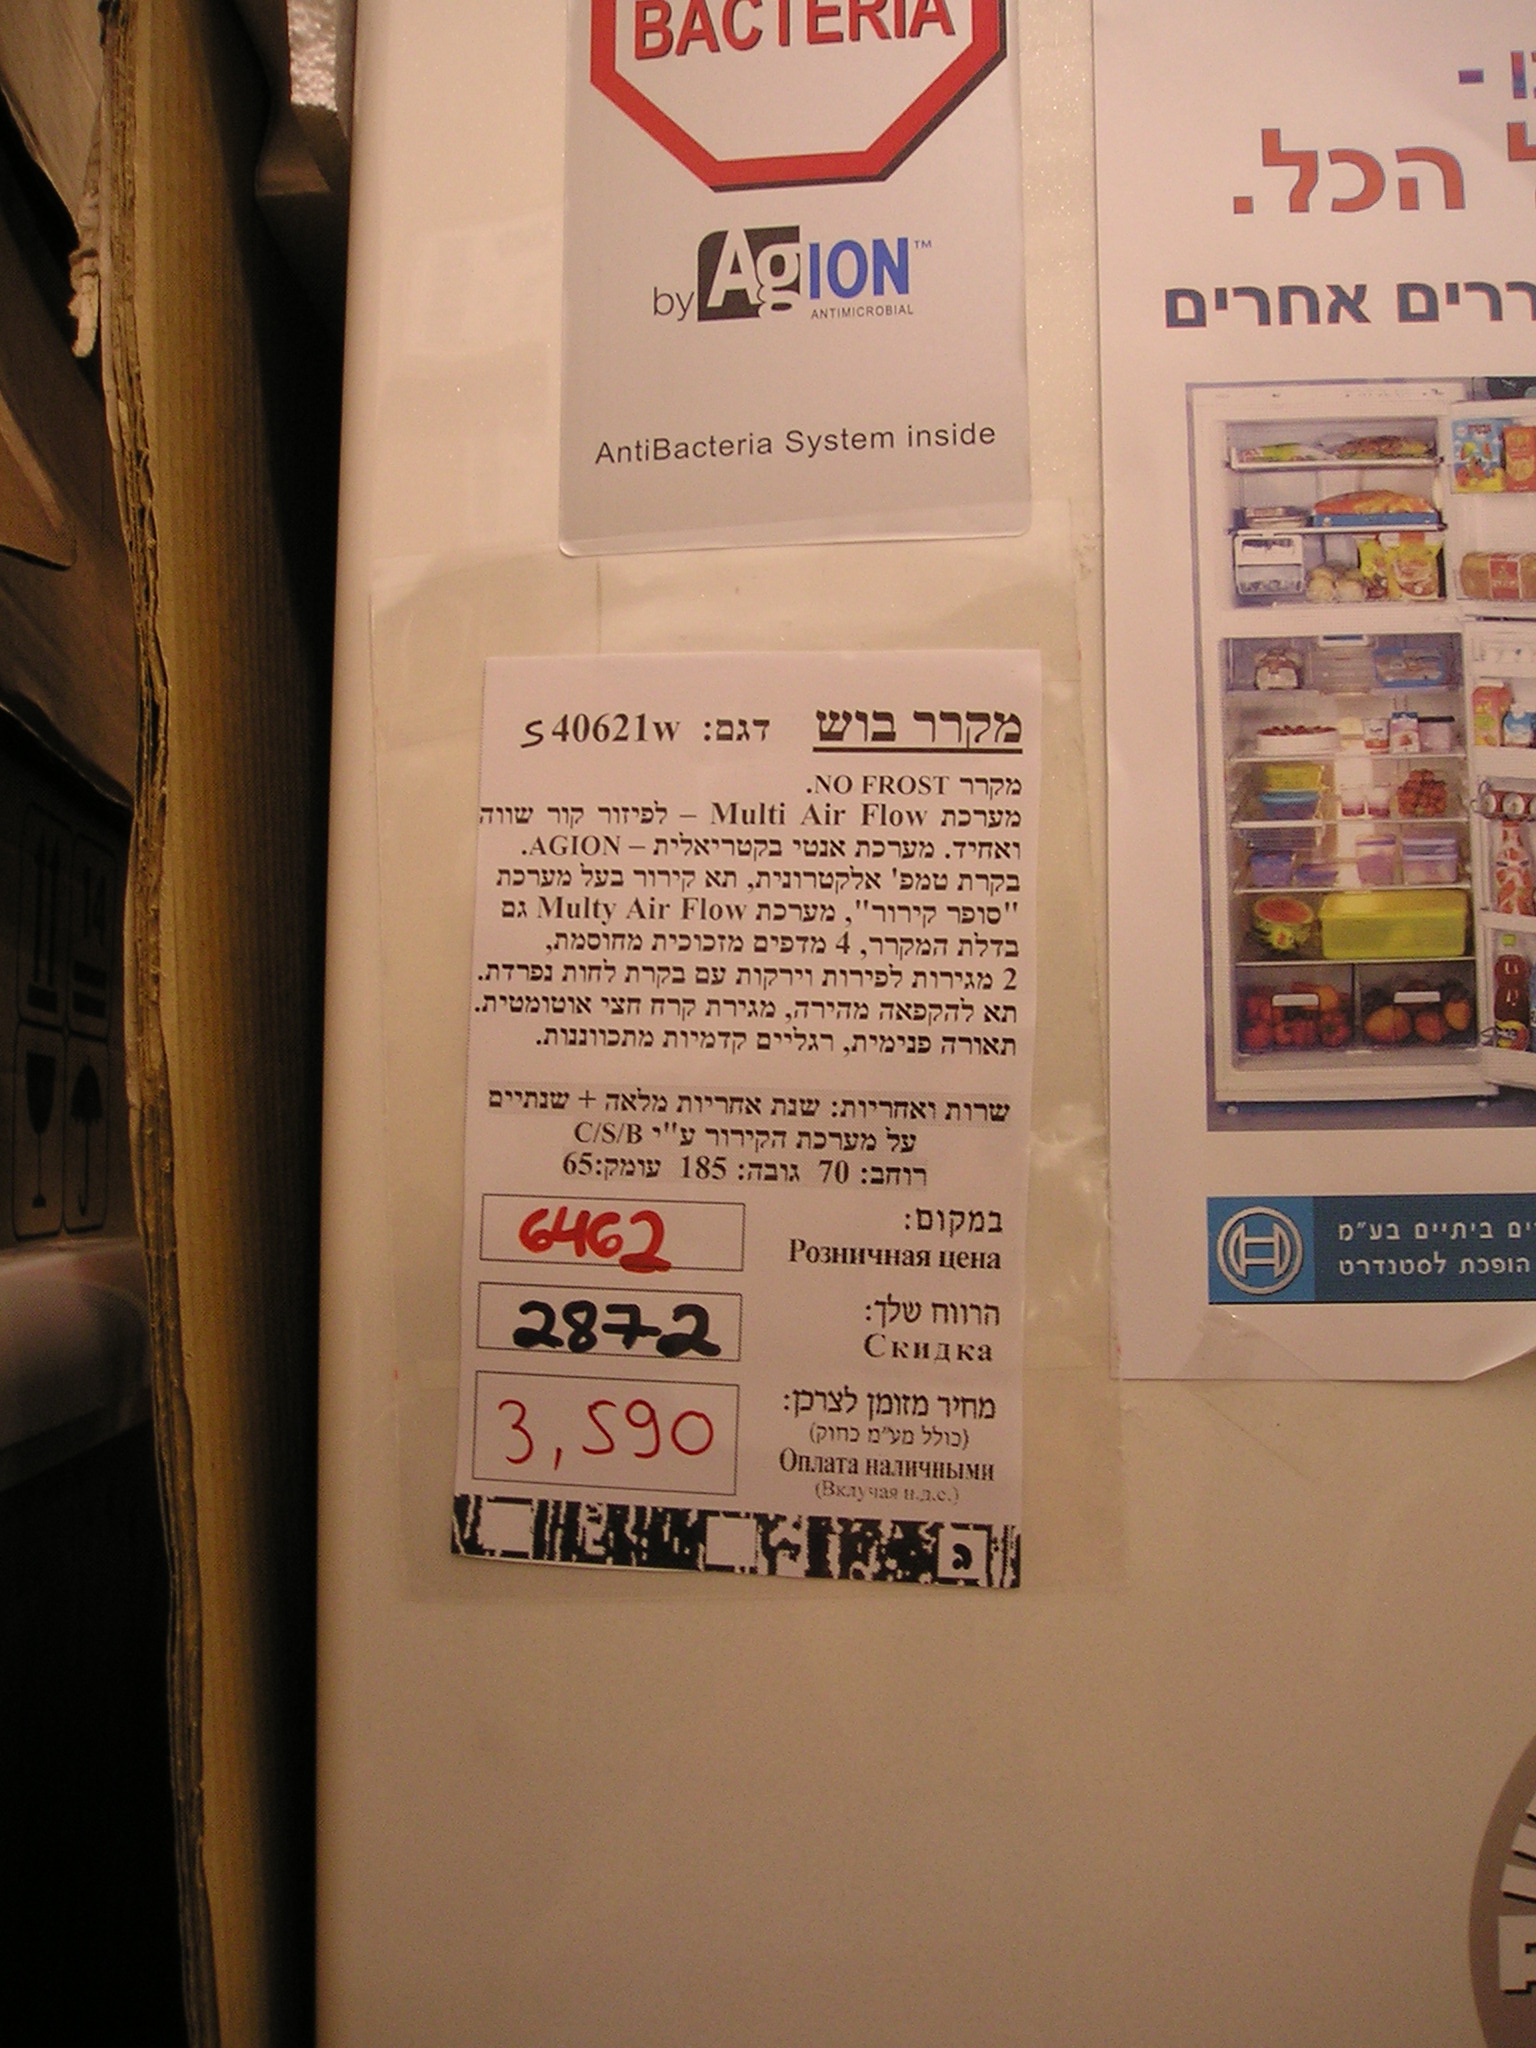 BACTERIA
by AgION™
ANTIMICROBIAL
AntiBacteria System inside
הכל.
אחרים
מקרר בוש דגם: S40621w
מקרר NO FROST.
מערכת Multi Air Flow – לפיזור קור שווה
ואחיד. מערכת אנטי בקטריאלית – AGION.
בקרת טמפ' אלקטרונית, תא קירור בעל מערכת
"סופר קירור", מערכת Multy Air Flow גם
בדלת המקרר, 4 מדפים מזכוכית מחוסמת,
2 מגירות לפירות וירקות עם בקרת לחות נפרדת.
תא להקפאה מהירה, מגירת קרח חצי אוטומטית.
תאורה פנימית, רגליים קדמיות מתכווננות.
שרות ואחריות: שנת אחריות מלאה + שנתיים
על מערכת הקירור ע"י C/S/B
רוחב: 70 גובה: 185 עומק:65
במקום: 6462
Розничная цена
הרווח שלך: 2872
Скидка
מחיר מזומן לצרכן: 3,590
(כולל מע"מ כחוק)
Оплата наличными
(Включая н.д.с.)
ביתיים בע"מ
הופכת לסטנדרט